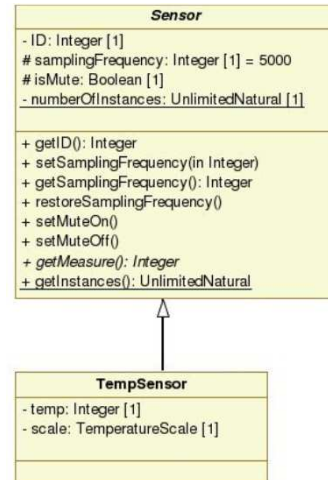 Sensor
- ID: Integer [1]
# samplingFrequency: Integer [1] = 5000
# isMute: Boolean [1]
- numberOfInstances: UnlimitedNatural [1]
+ getID(): Integer
+ setSamplingFrequency(in Integer)
+ getSamplingFrequency(): Integer
+ restoreSamplingFrequency()
+ setMuteOn()
+ setMuteOff()
+ getMeasure(): Integer
+ getInstances(): UnlimitedNatural
TempSensor
- temp: Integer [1]
- scale: TemperatureScale [1]